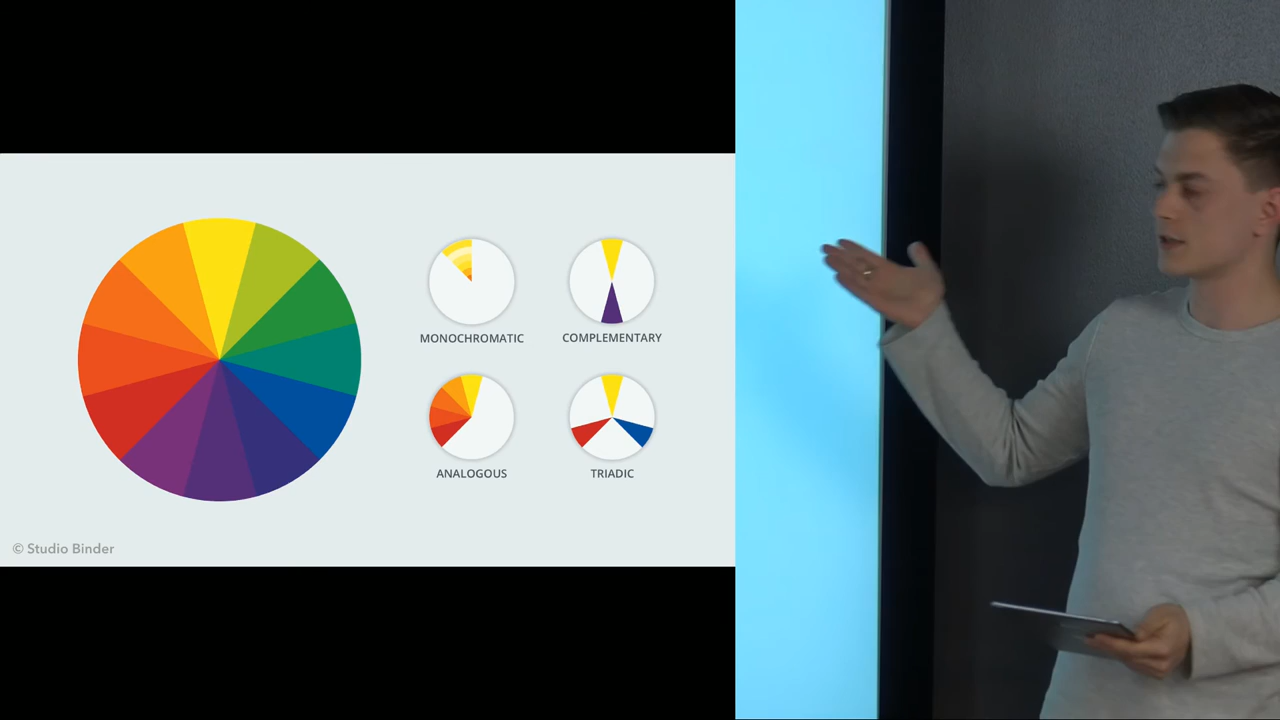 MONOCHROMATIC
COMPLEMENTARY
ANALOGOUS
TRIADIC
© Studio Binder